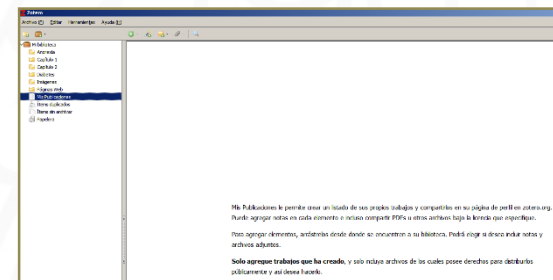 Zotero
Archivo Editar Herramientas Ayuda
Mi biblioteca
Anorexia
Capítulo 1
Capítulo 2
Diabetes
Imágenes
Páginas Web
Mis Publicaciones
Ítems duplicados
Ítems sin archivar
Papelera
Mis Publicaciones le permite crear un listado de sus propios trabajos y compartirlos en su página de perfil en zotero.org.
Puede agregar notas en cada elemento e incluso compartir PDFs u otros archivos bajo la licencia que especifique.
Para agregar elementos, arrástrelos desde donde se encuentren a su biblioteca. Podrá elegir si desea incluir notas y
archivos adjuntos.
Solo agregue trabajos que ha creado, y solo incluya archivos de los cuales posee derechos para distribuirlos
públicamente y así desea hacerlo.